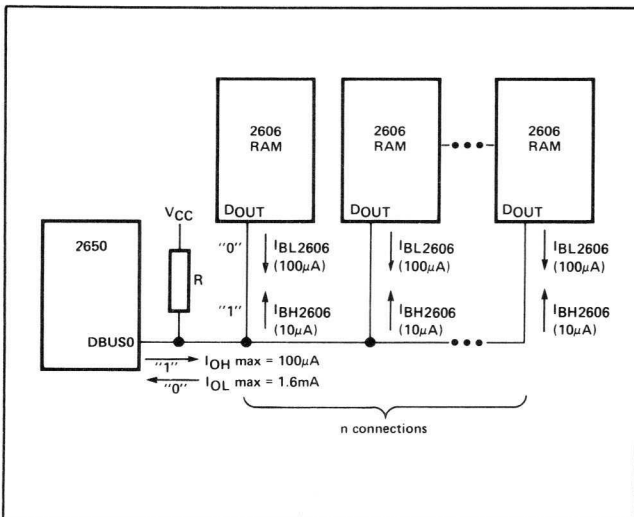 2606
RAM
2606
RAM
2606
RAM
DOUT
DOUT
DOUT
VCC
2650
R
"0"
IBL2606
(100μA)
IBL2606
(100μA)
IBL2606
(100μA)
"1"
IBH2606
(10μA)
IBH2606
(10μA)
IBH2606
(10μA)
DBUS0
"1" IOH max = 100μA
"0" IOL max = 1.6mA
n connections